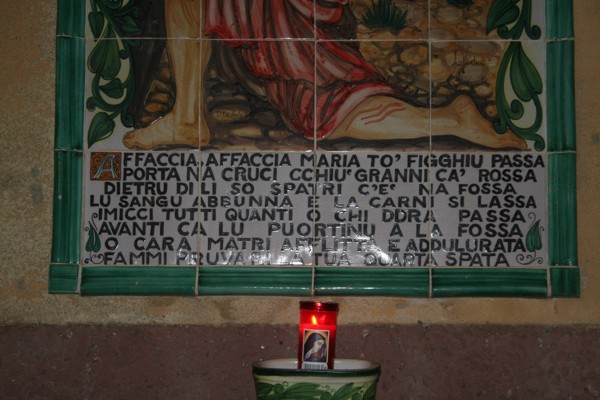 AFFACCIA, AFFACCIA MARIA TO' FIGGHIU PASSA
PORTA NA CRUCI CCHIU' GRANNI CA' ROSSA
DIETRU DI LI SO SPATRI C'E' NA FOSSA
LU SANGU ABBUNNA E LA CARNI SI LASSA
IMICCI TUTTI QUANTI O CHI DDRA PASSA
AVANTI CA LU PUORTINU A LA FOSSA
O CARA MATRI AFFLITTA E ADDULURATA
FAMMI PRUVARI LA TUA QUARTA SPATA